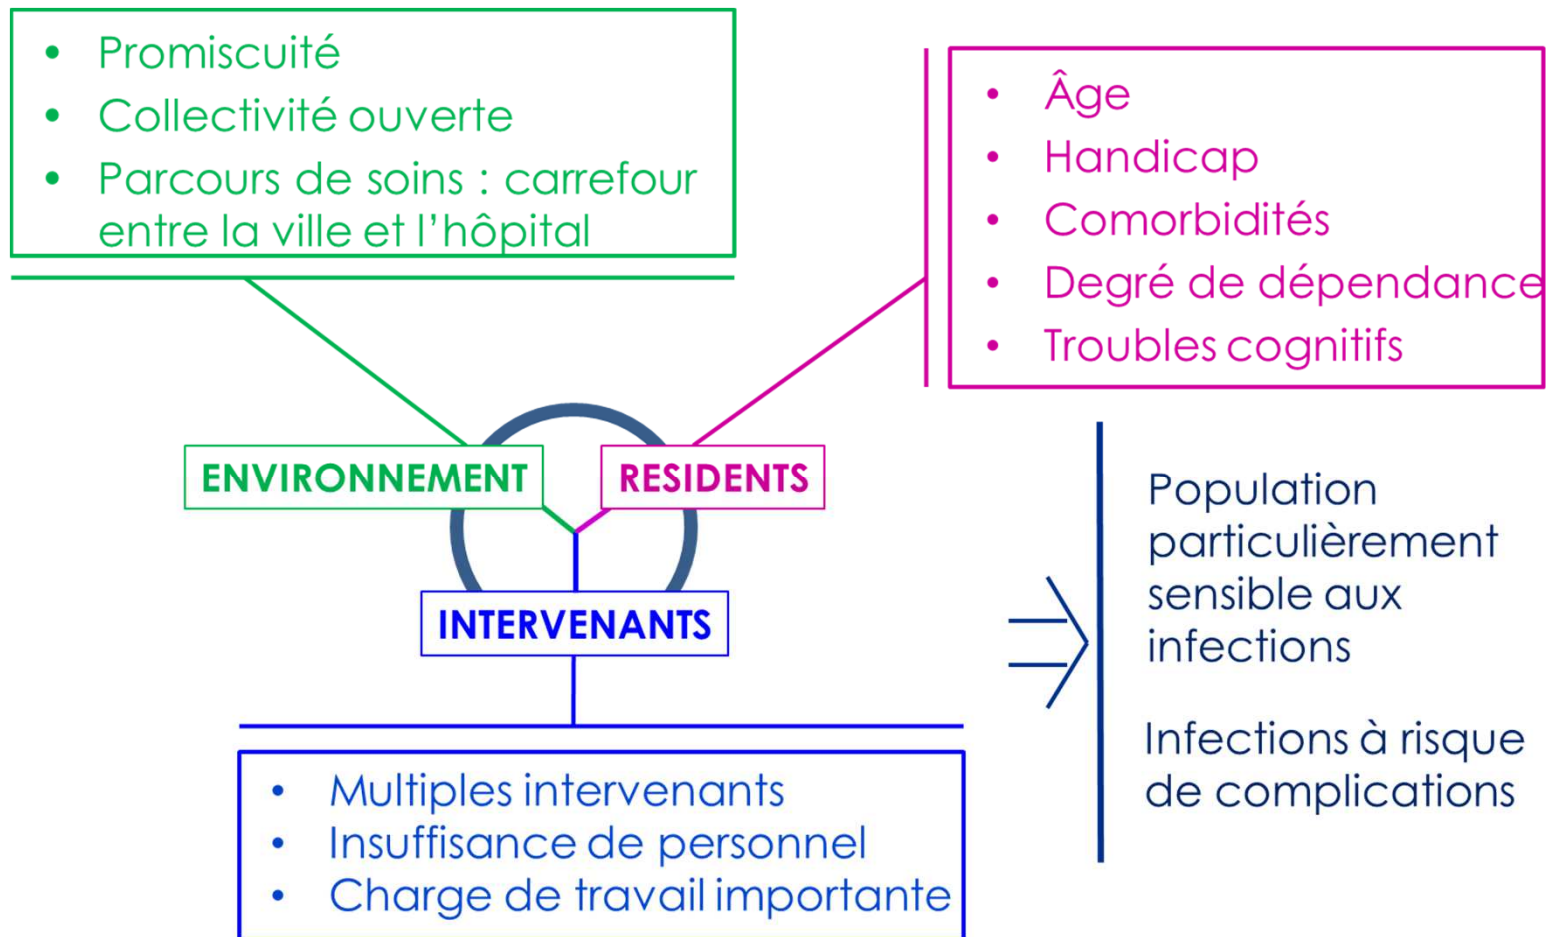 • Promiscuité
• Collectivité ouverte
• Parcours de soins : carrefour
entre la ville et l'hôpital
• Âge
• Handicap
• Comorbidités
• Degré de dépendance
• Troubles cognitifs
ENVIRONNEMENT
RESIDENTS
INTERVENANTS
Population
particulièrement
sensible aux
infections
Infections à risque
de complications
• Multiples intervenants
• Insuffisance de personnel
• Charge de travail importante